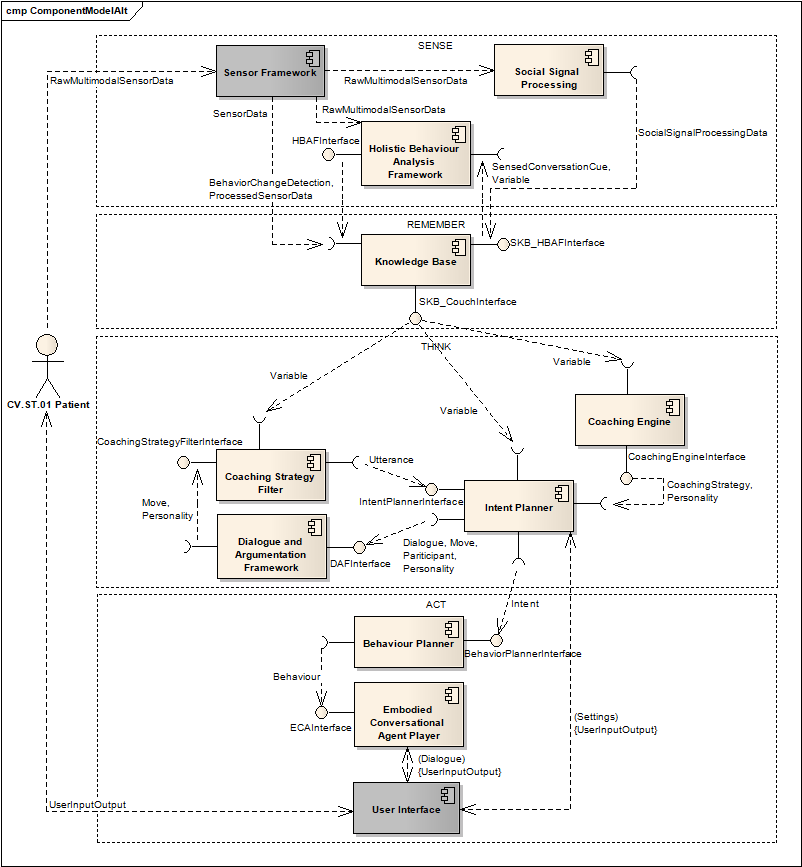 cmp ComponentModelAlt
SENSE
Sensor Framework
Social Signal
Processing
RawMultimodalSensorData
RawMultimodalSensorData
RawMultimodalSensorData
SensorData
SocialSignalProcessingData
HBAFInterface
Holistic Behaviour
Analysis
Framework
SensedConversationCue,
Variable
BehaviorChangeDetection,
ProcessedSensorData
REMEMBER
SKB_HBAFInterface
Knowledge Base
SKB_CouchInterface
THINK
Variable
Variable
Variable
CV.ST.01 Patient
Coaching Engine
CoachingStrategyFilterInterface
CoachingEngineInterface
Utterance
Coaching Strategy
Filter
CoachingStrategy,
Personality
IntentPlannerInterface
Intent Planner
Move,
Personality
Dialogue and
Argumentation
Framework
DAFInterface
Dialogue, Move,
Pariticipant,
Personality
ACT
Intent
Behaviour Planner
BehaviorPlannerInterface
Behaviour
ECAInterface
Embodied
Conversational
Agent Player
(Settings)
{UserInputOutput}
(Dialogue)
{UserInputOutput}
UserInputOutput
User Interface